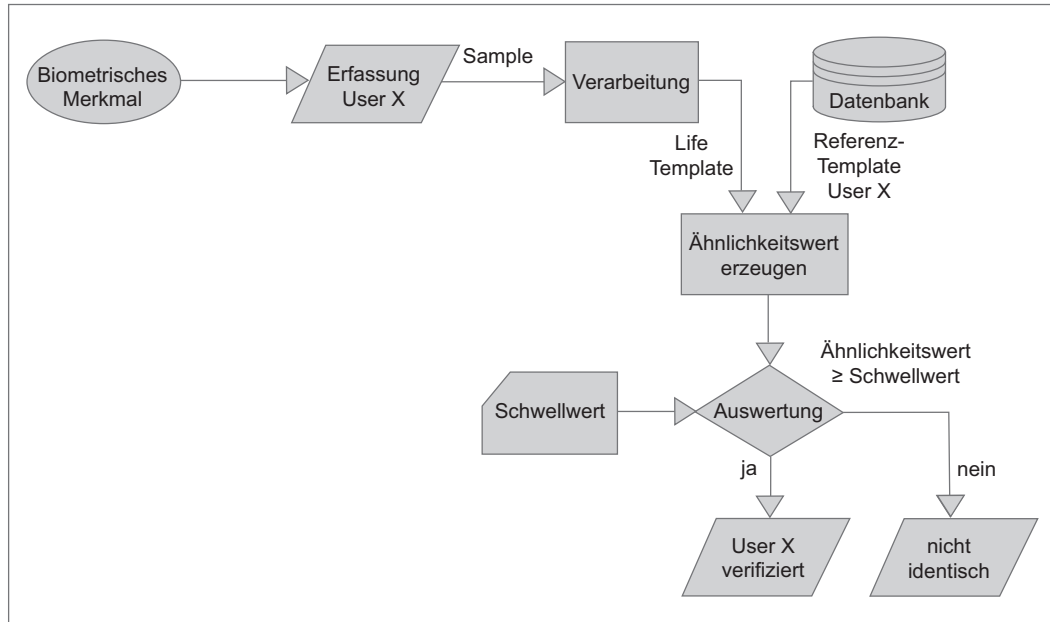 Biometrisches
Merkmal
Erfassung
User X
Sample
Verarbeitung
Datenbank
Life
Template
Referenz-
Template
User X
Ähnlichkeitswert
erzeugen
Ähnlichkeitswert
≥ Schwellwert
Schwellwert
Auswertung
ja
nein
User X
verifiziert
nicht
identisch